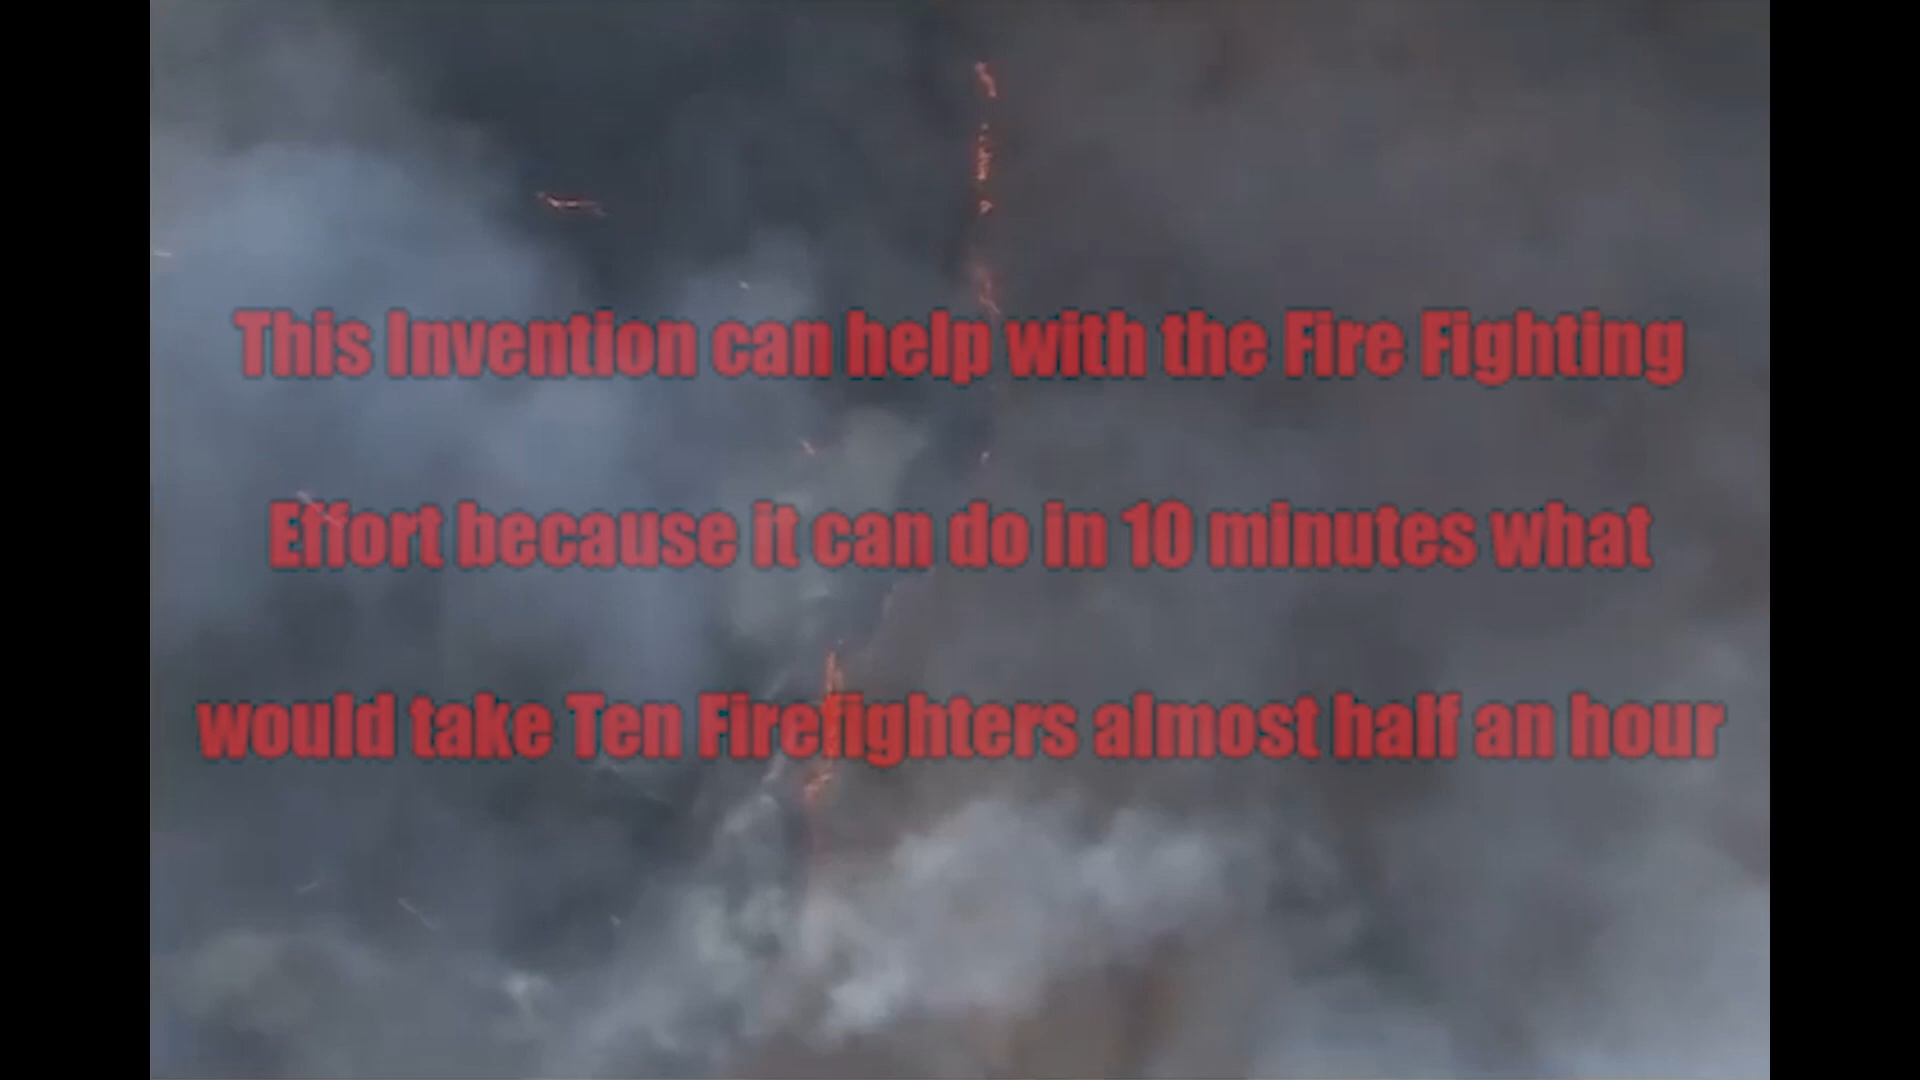 This Invention can help with the Fire Fighting
Effort because it can do in 10 minutes what
would take Ten Firefighters almost half an hour